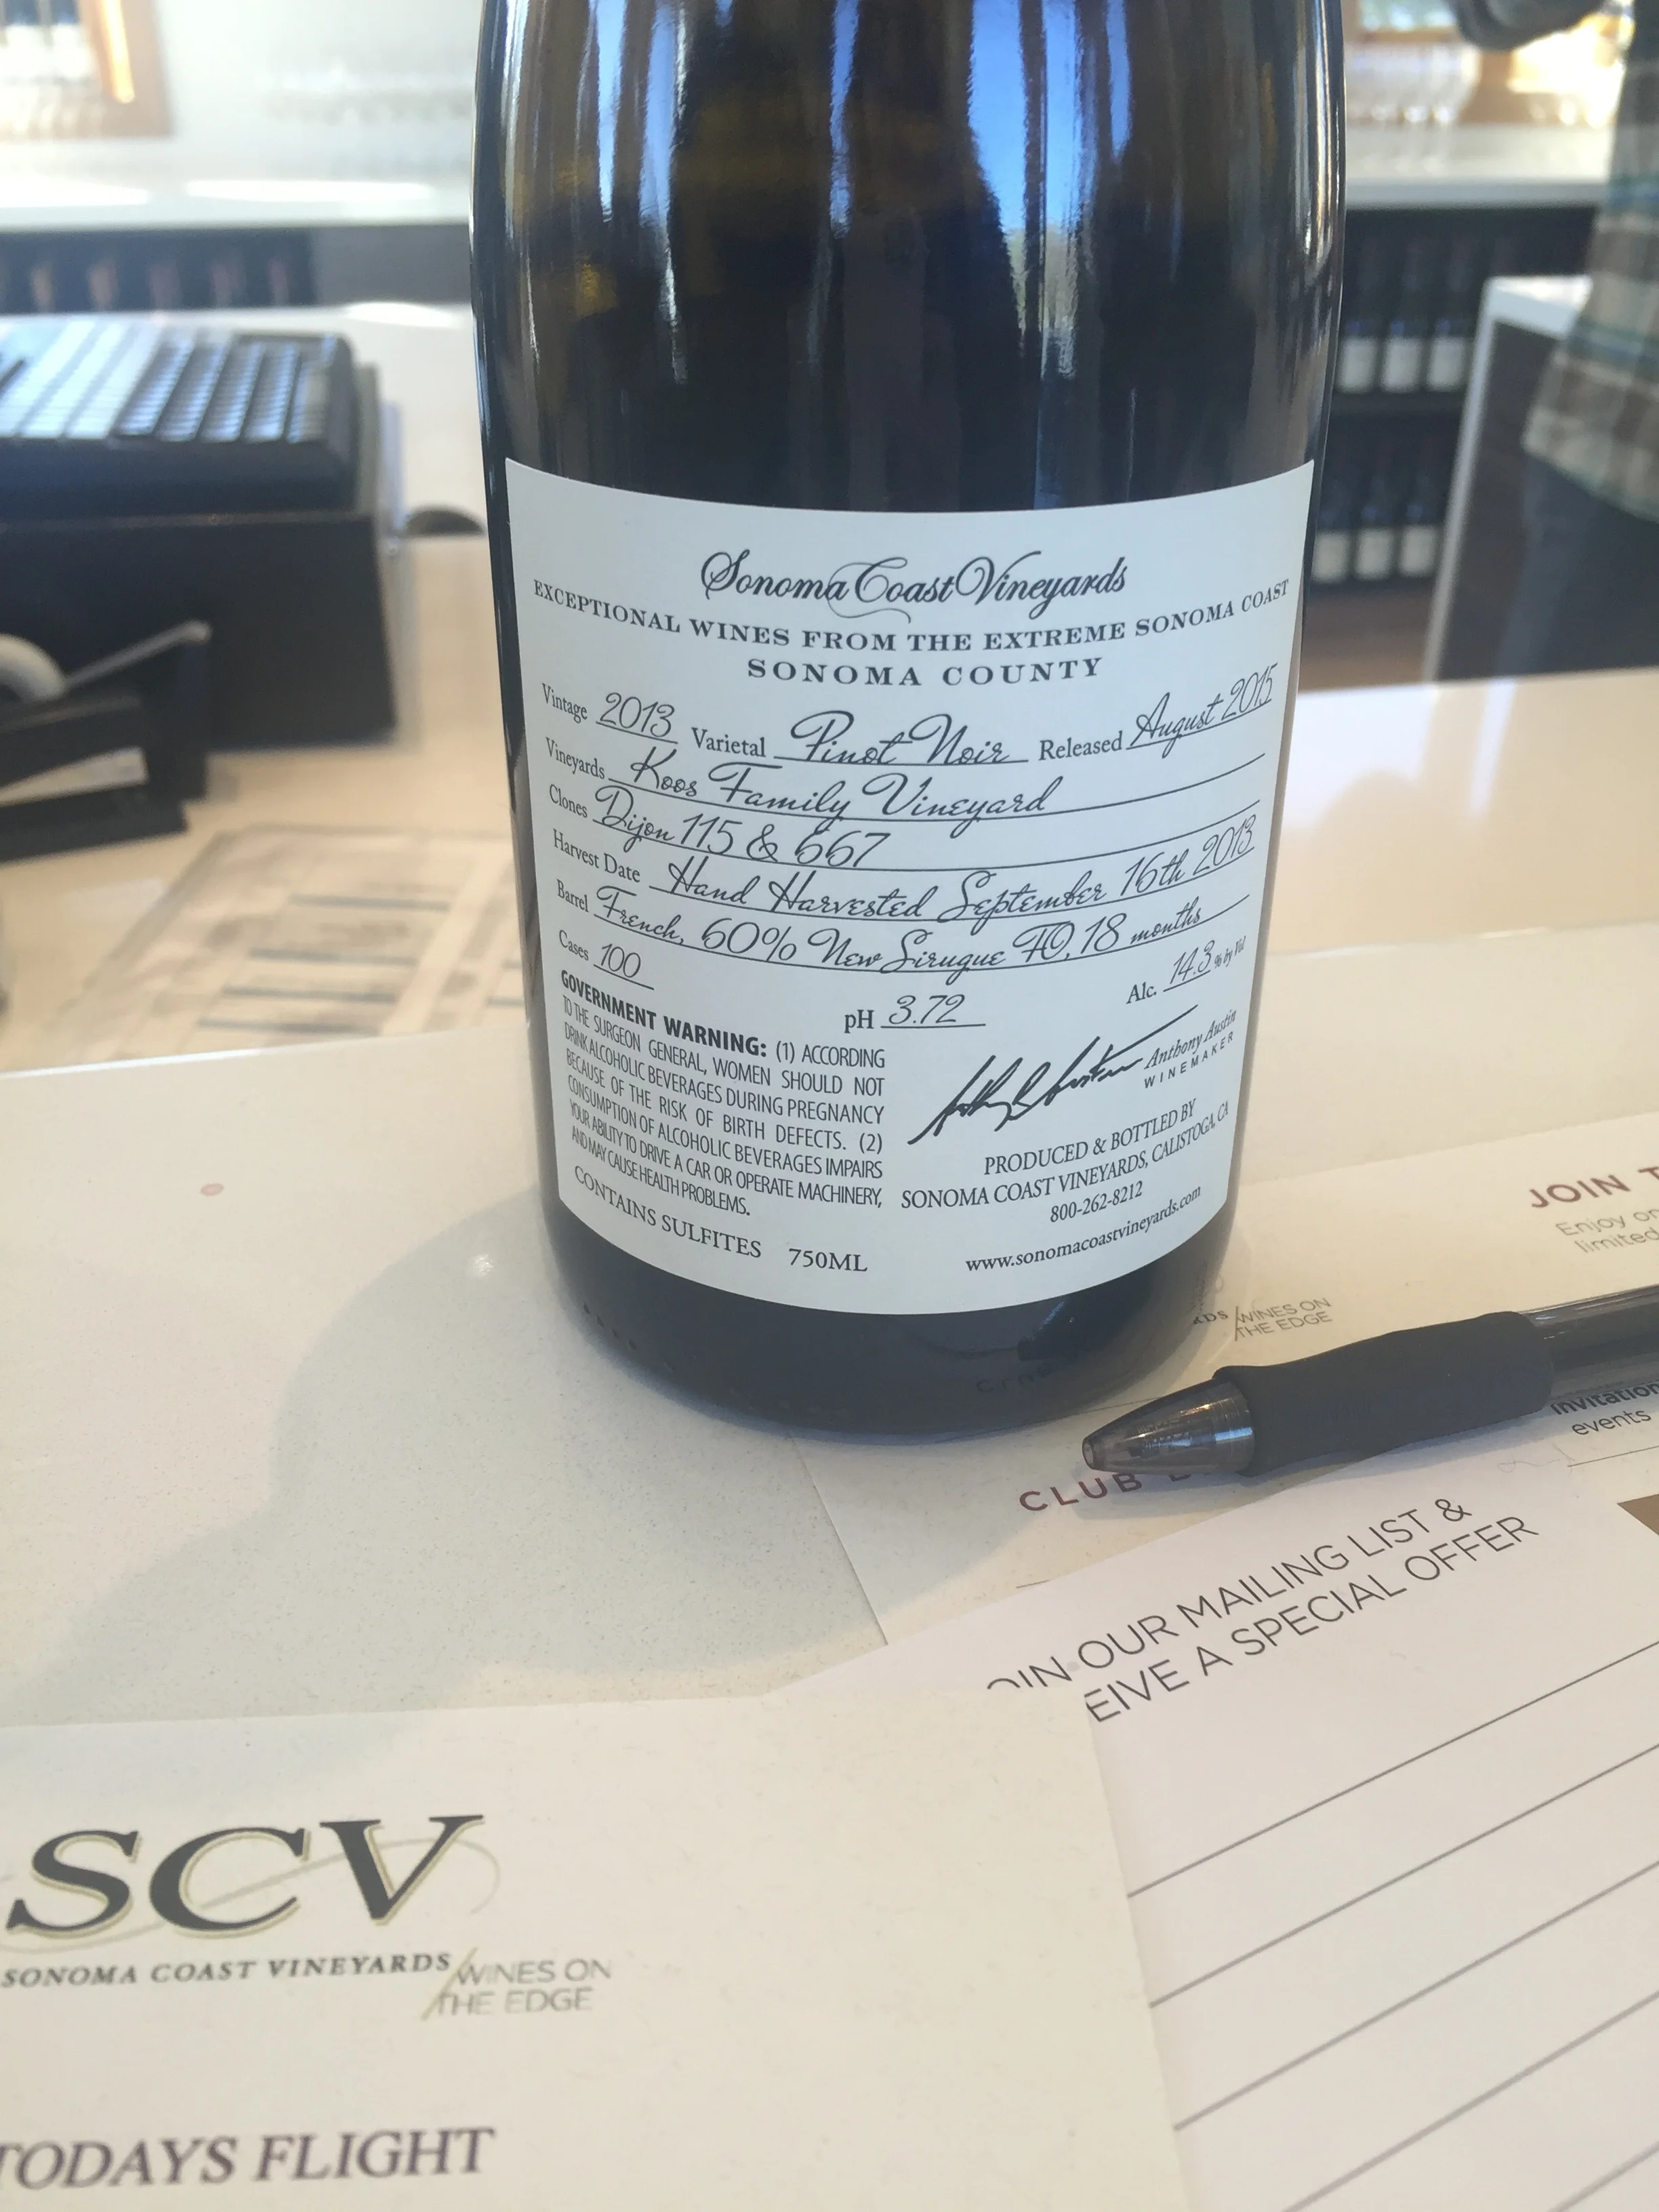 Sonoma Coast Vineyards
EXCEPTIONAL WINES FROM THE EXTREME SONOMA COAST
SONOMA COUNTY
Vintage 2013 Varietal Pinot Noir Released August 2015
Vineyards Koos Family Vineyard
Clones Dijon 115 & 667
Harvest Date Hand Harvested September 16th 2013
Barrel French, 60% New Sirugue FO, 18 months
Cases 100
pH 3.72
Alc. 14.3 % by Vol
GOVERNMENT WARNING: (1) ACCORDING
TO THE SURGEON GENERAL, WOMEN SHOULD NOT
DRINK ALCOHOLIC BEVERAGES DURING PREGNANCY
BECAUSE OF THE RISK OF BIRTH DEFECTS. (2)
CONSUMPTION OF ALCOHOLIC BEVERAGES IMPAIRS
YOUR ABILITY TO DRIVE A CAR OR OPERATE MACHINERY,
AND MAY CAUSE HEALTH PROBLEMS.
CONTAINS SULFITES 750ML
Anthony Austin
WINEMAKER
PRODUCED & BOTTLED BY
SONOMA COAST VINEYARDS, CALISTOGA, CA
800-262-8212
www.sonomacoastvineyards.com
JOIN T
Enjoy on
limited
RDS WINES ON
THE EDGE
invitation
events
CLUB
OIN OUR MAILING LIST &
EIVE A SPECIAL OFFER
SCV
SONOMA COAST VINEYARDS WINES ON
THE EDGE
TODAYS FLIGHT